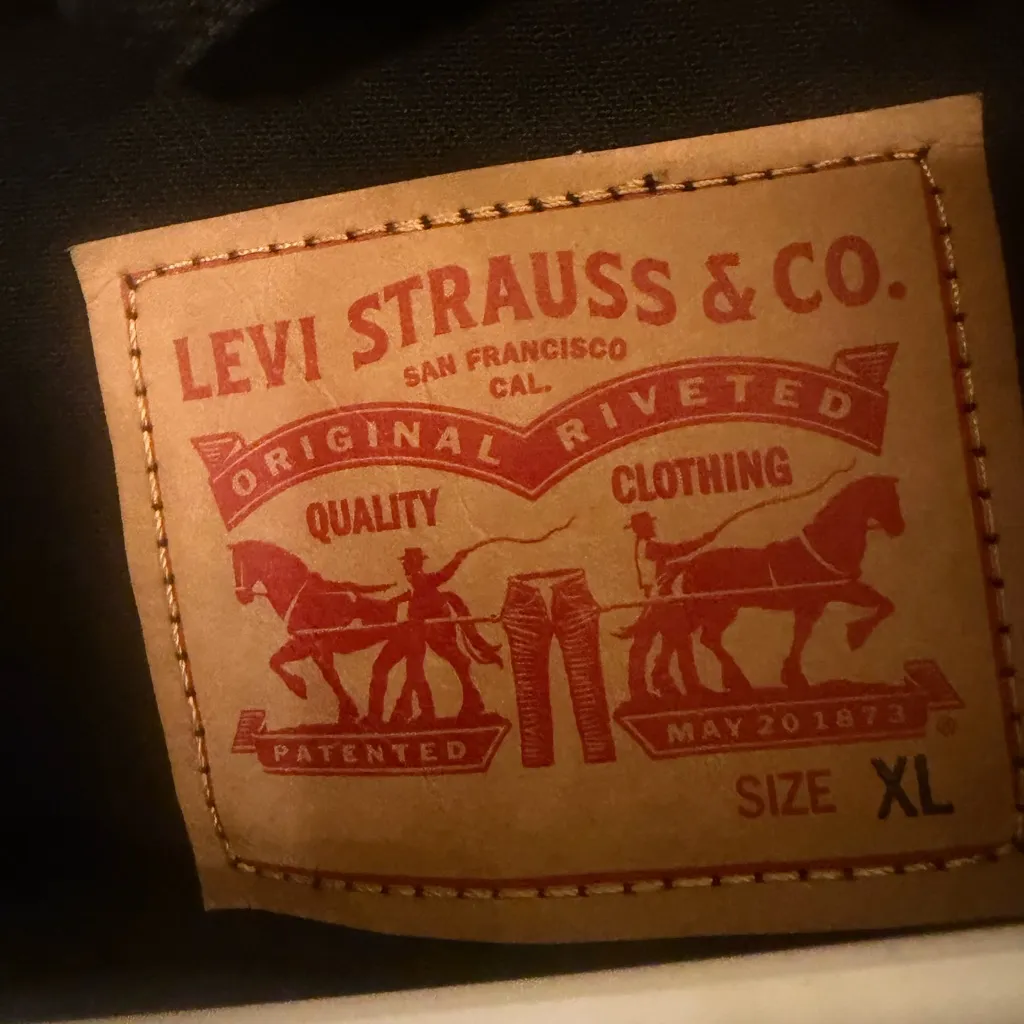 LEVI STRAUSS & CO.
SAN FRANCISCO
CAL.
ORIGINAL RIVETED
QUALITY CLOTHING
PATENTED
MAY 20 1873
®
SIZE XL